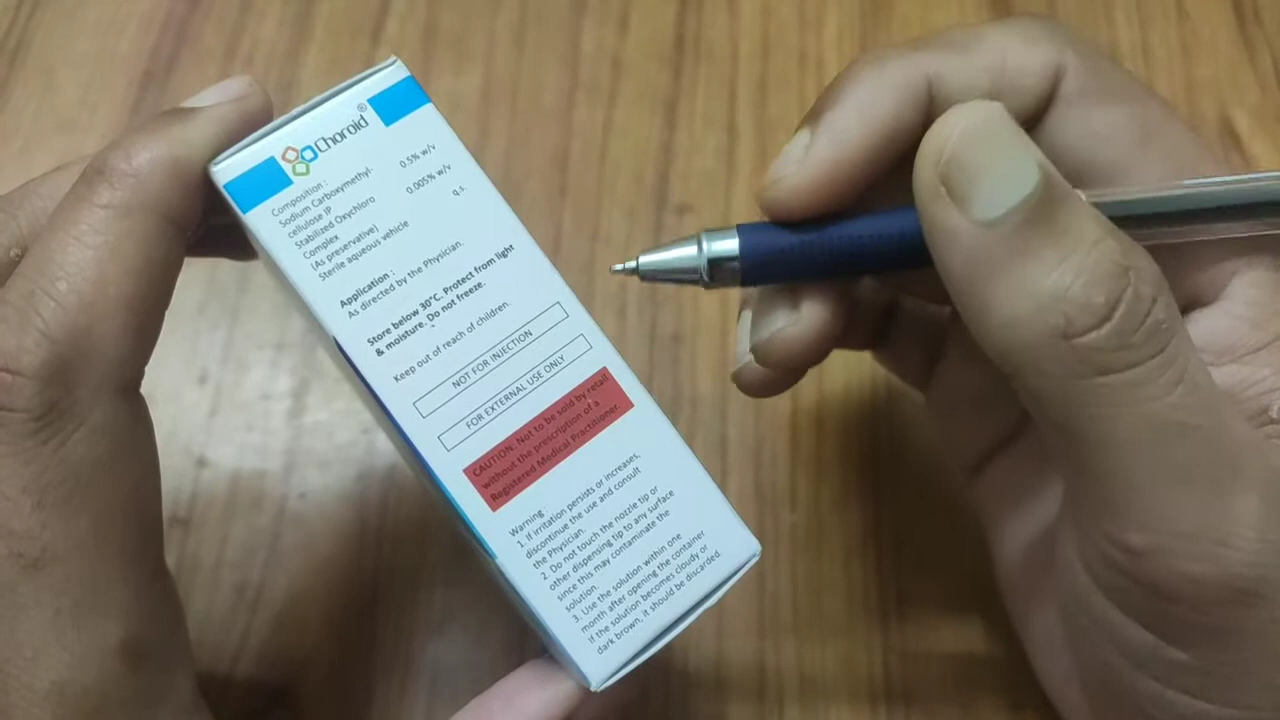 Choroid®
Composition :
Sodium Carboxymethyl-
cellulose IP 0.5% w/v
Stabilized Oxychloro
Complex 0.005% w/v
(As preservative)
Sterile aqueous vehicle q.s.
Application :
As directed by the Physician.
Store below 30°C. Protect from light
& moisture. Do not freeze.
Keep out of reach of children.
NOT FOR INJECTION
FOR EXTERNAL USE ONLY
CAUTION: Not to be sold by retail
without the prescription of a
Registered Medical Practitioner.
Warning :
1. If irritation persists or increases,
discontinue the use and consult
the Physician.
2. Do not touch the nozzle tip or
other dispensing tip to any surface
since this may contaminate the
solution.
3. Use the solution within one
month after opening the container
If the solution becomes cloudy or
dark brown, it should be discarded.